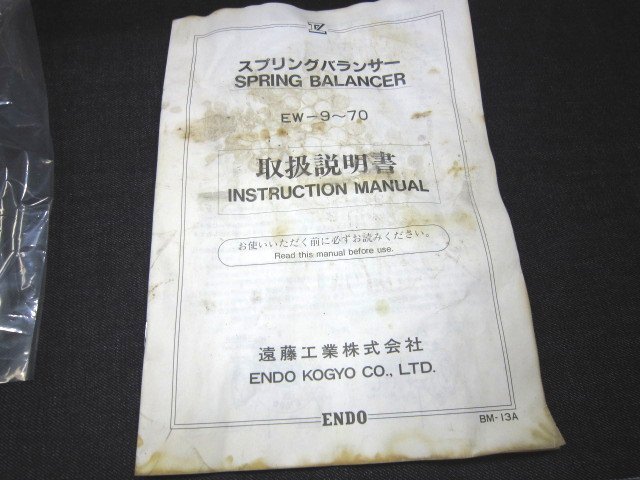 スプリングバランサー
SPRING BALANCER
EW-9～70
取扱説明書
INSTRUCTION MANUAL
お使いいただく前に必ずお読みください。
Read this manual before use.
遠藤工業株式会社
ENDO KOGYO CO., LTD.
ENDO
BM-13A